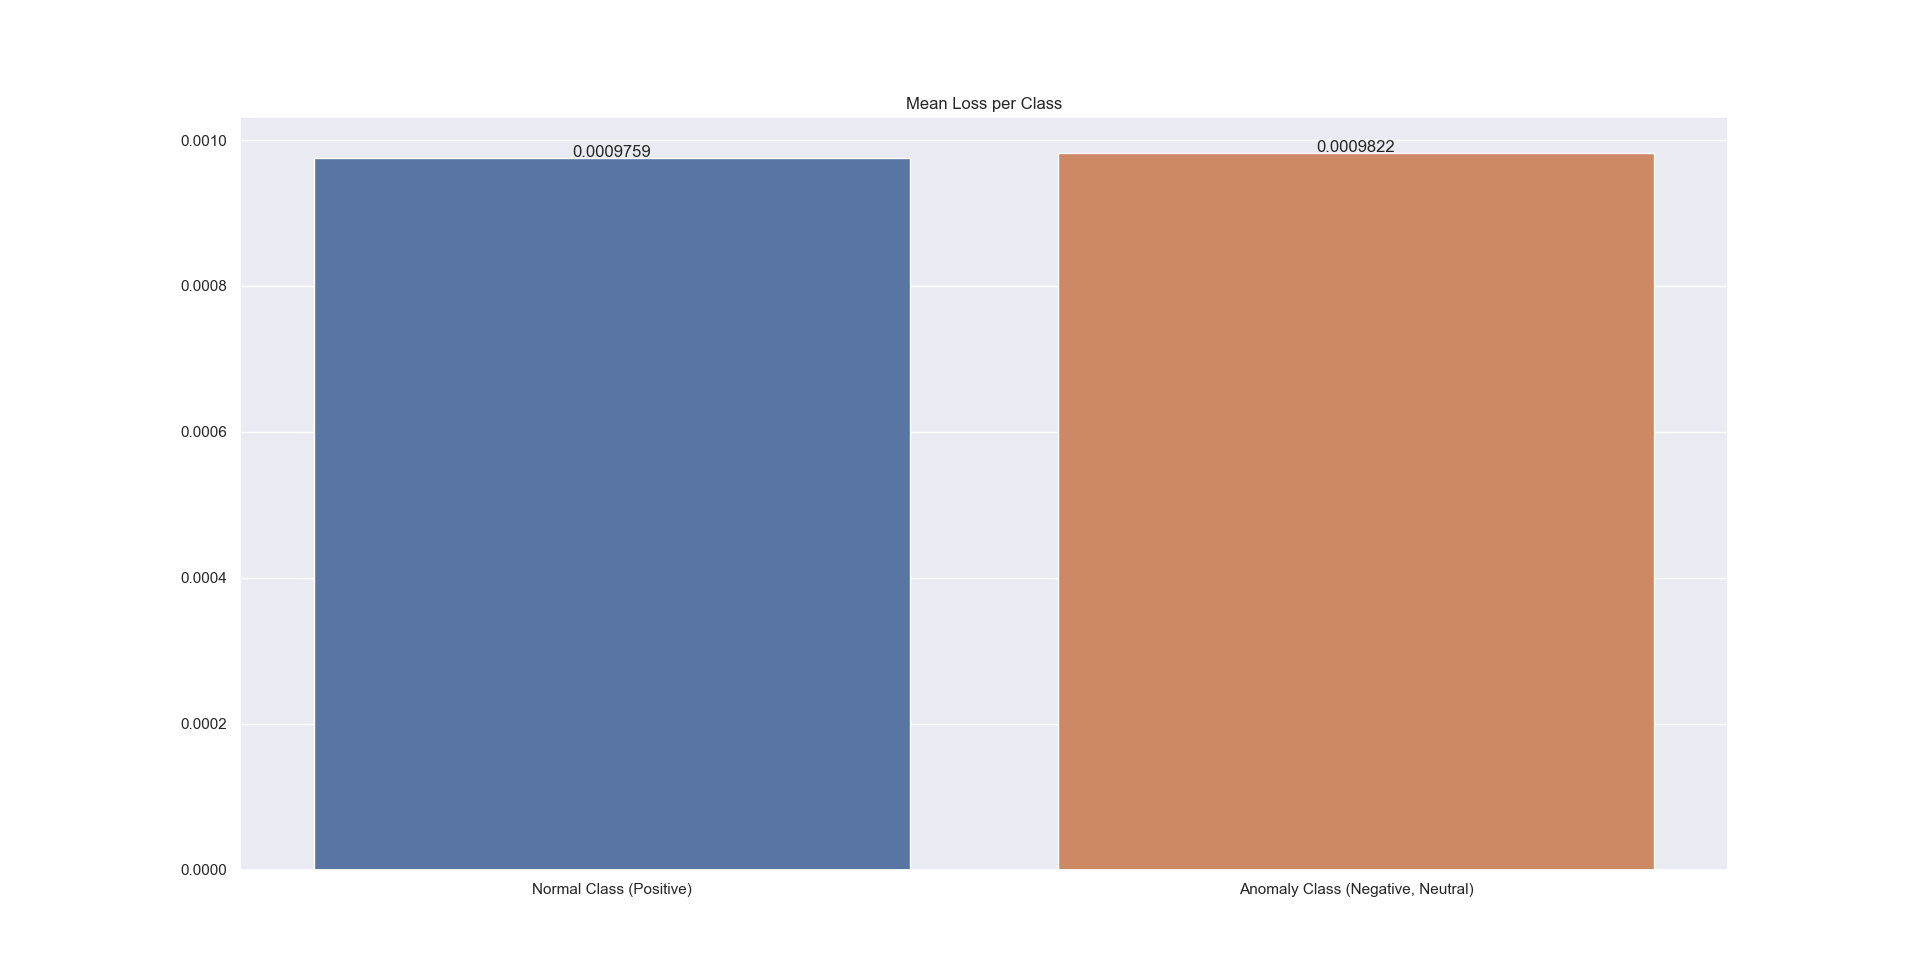 Mean Loss per Class
0.0010
0.0009759
0.0009822
0.0008
0.0006
0.0004
0.0002
0.0000
Normal Class (Positive)
Anomaly Class (Negative, Neutral)